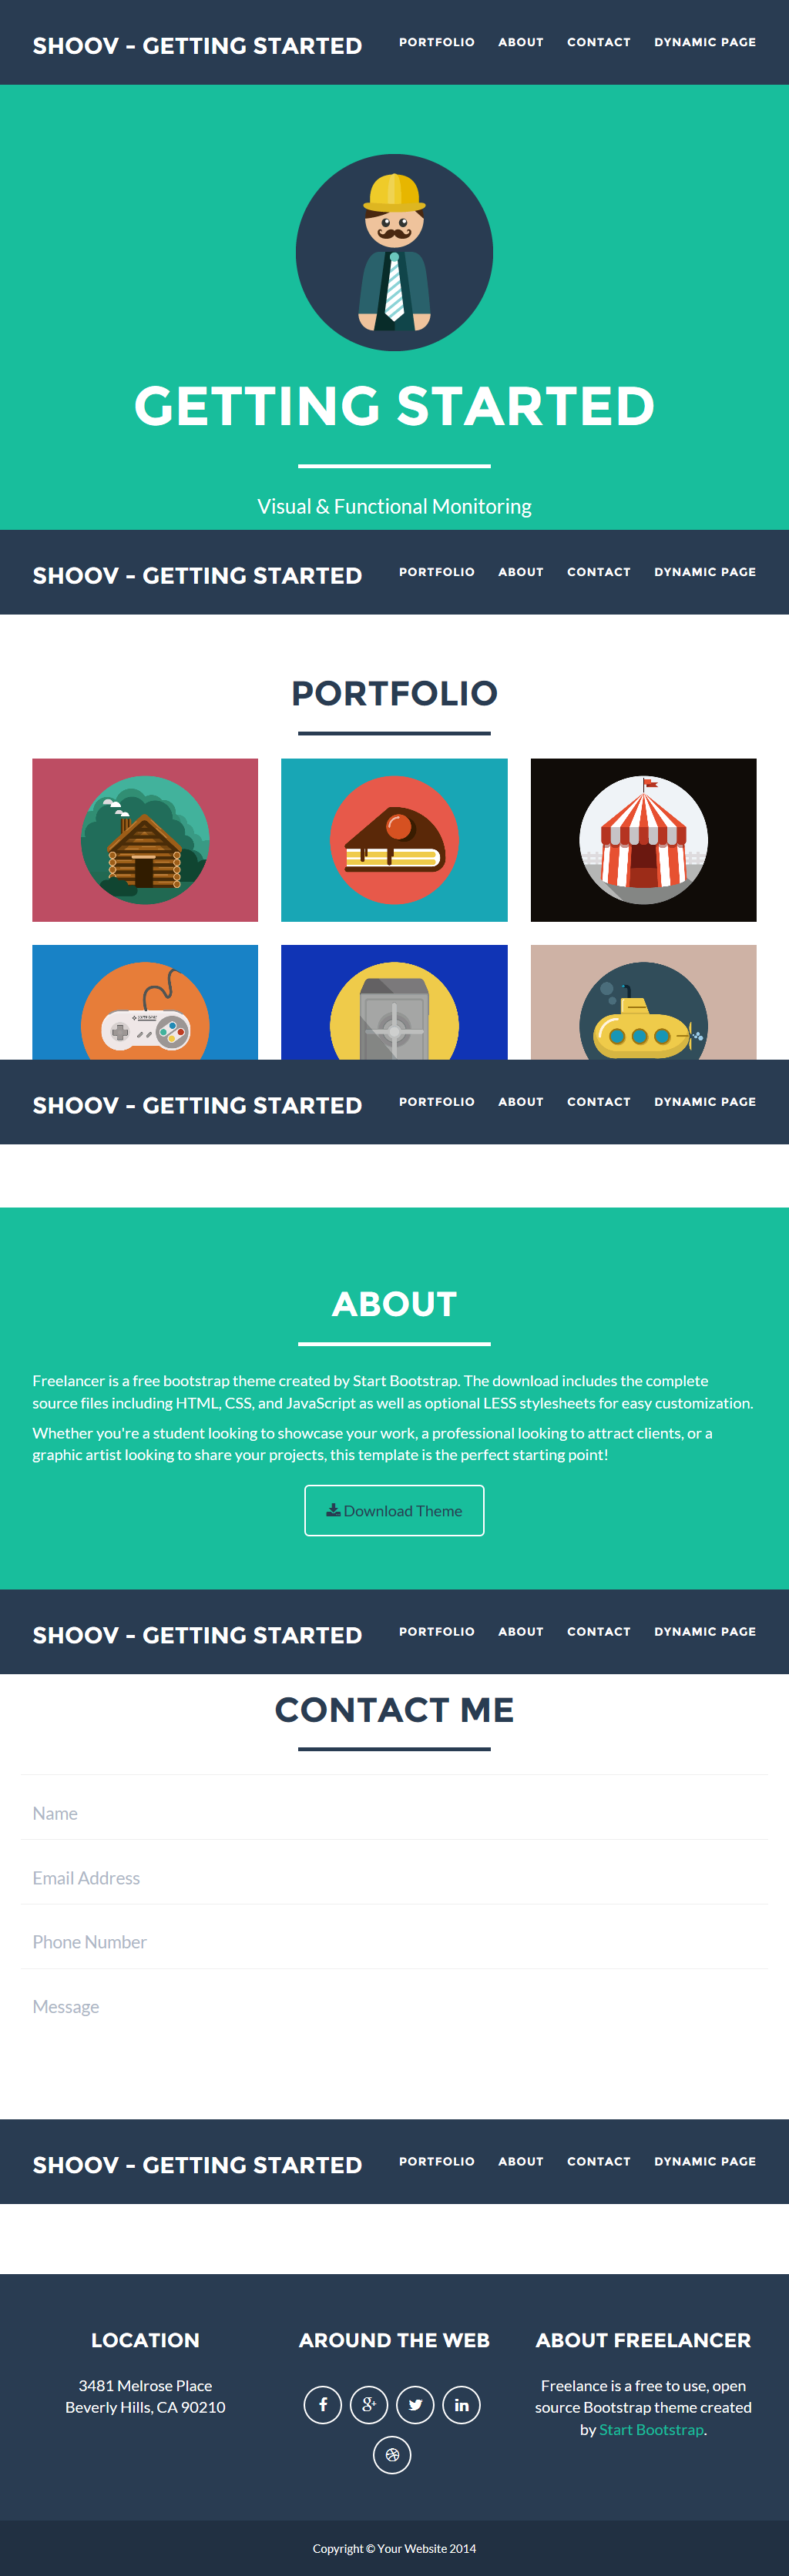 SHOOV - GETTING STARTED
PORTFOLIO ABOUT CONTACT DYNAMIC PAGE
GETTING STARTED
Visual & Functional Monitoring
SHOOV - GETTING STARTED
PORTFOLIO ABOUT CONTACT DYNAMIC PAGE
PORTFOLIO
SHOOV - GETTING STARTED
PORTFOLIO ABOUT CONTACT DYNAMIC PAGE
ABOUT
Freelancer is a free bootstrap theme created by Start Bootstrap. The download includes the complete
source files including HTML, CSS, and JavaScript as well as optional LESS stylesheets for easy customization.
Whether you're a student looking to showcase your work, a professional looking to attract clients, or a
graphic artist looking to share your projects, this template is the perfect starting point!
Download Theme
SHOOV - GETTING STARTED
PORTFOLIO ABOUT CONTACT DYNAMIC PAGE
CONTACT ME
Name
Email Address
Phone Number
Message
SHOOV - GETTING STARTED
PORTFOLIO ABOUT CONTACT DYNAMIC PAGE
LOCATION
3481 Melrose Place
Beverly Hills, CA 90210
AROUND THE WEB
ABOUT FREELANCER
Freelance is a free to use, open
source Bootstrap theme created
by Start Bootstrap.
Copyright © Your Website 2014